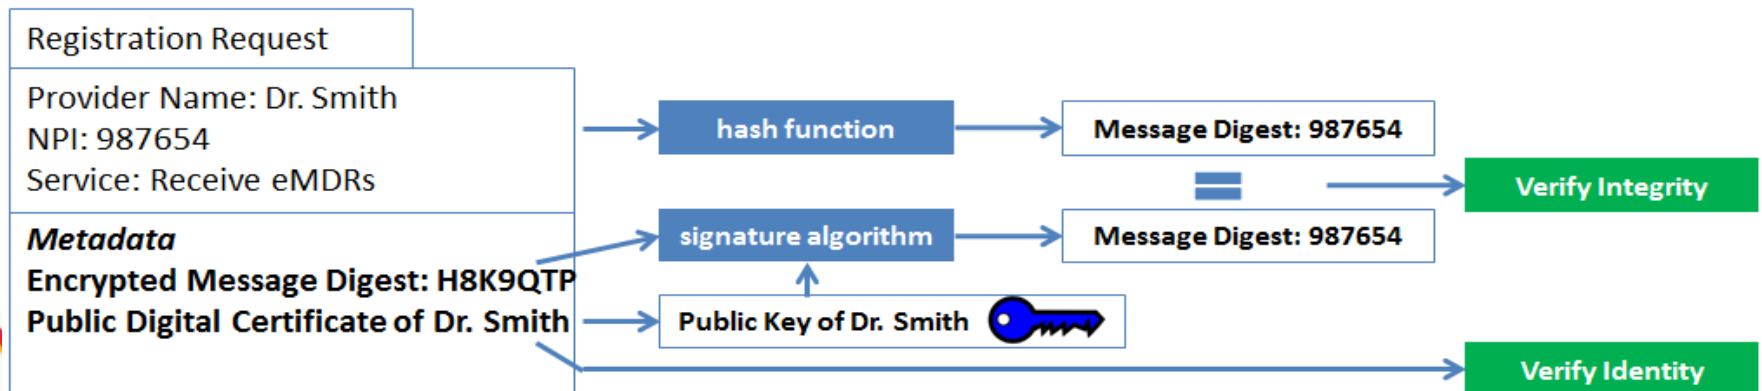 Registration Request
Provider Name: Dr. Smith
NPI: 987654
Service: Receive eMDRs
Metadata
Encrypted Message Digest: H8K9QTP
Public Digital Certificate of Dr. Smith
hash function
Message Digest: 987654
signature algorithm
Message Digest: 987654
Public Key of Dr. Smith
Verify Integrity
Verify Identity